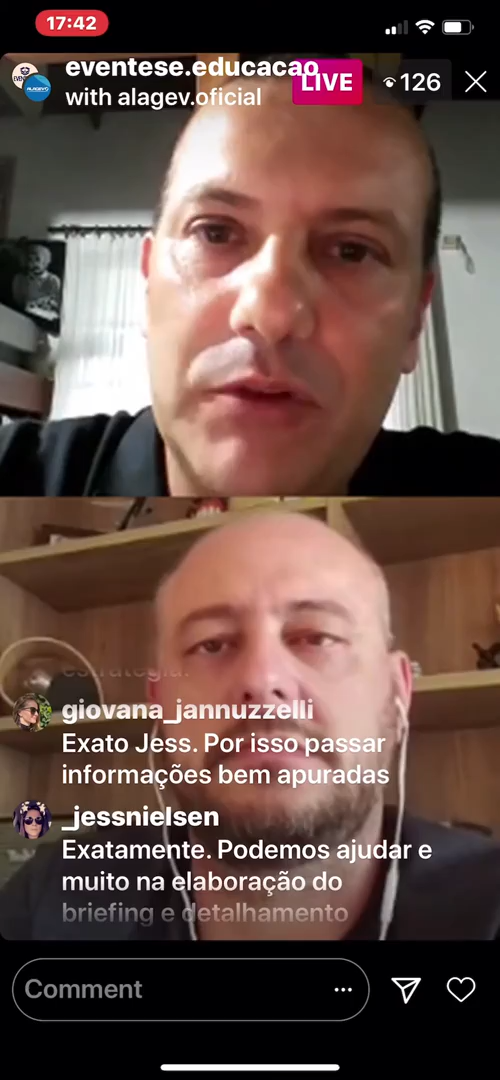 17:42
eventese.educacao
with alagev.oficial
LIVE
126
estratégia.
giovana_jannuzzelli
Exato Jess. Por isso passar
informações bem apuradas
_jessnielsen
Exatamente. Podemos ajudar e
muito na elaboração do
briefing e detalhamento
Comment